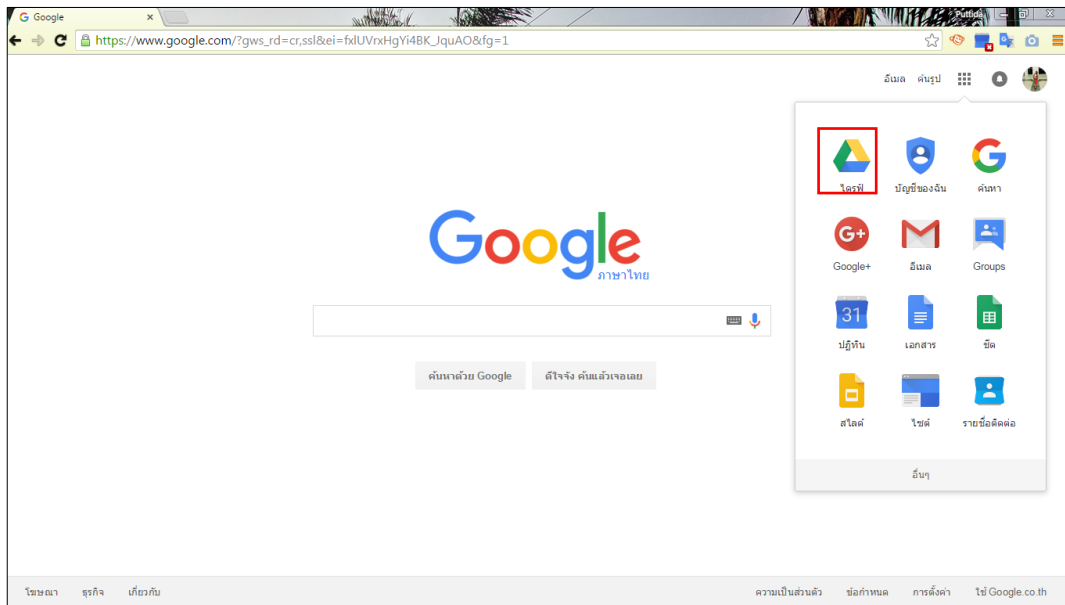 Google
Puttida
https://www.google.com/?gws_rd=cr,ssl&ei=fxlUVrxHgYi4BK_JquAO&fg=1
อีเมล ค้นรูป
ไดรฟ์ บัญชีของฉัน ค้นหา
G+
Google+ อีเมล Groups
31
ปฏิทิน เอกสาร ชีต
สไลด์ ไซต์ รายชื่อติดต่อ
อื่นๆ
Google
ภาษาไทย
ค้นหาด้วย Google ดีใจจัง ค้นแล้วเจอเลย
โฆษณา ธุรกิจ เกี่ยวกับ ความเป็นส่วนตัว ข้อกำหนด การตั้งค่า ใช้ Google.co.th